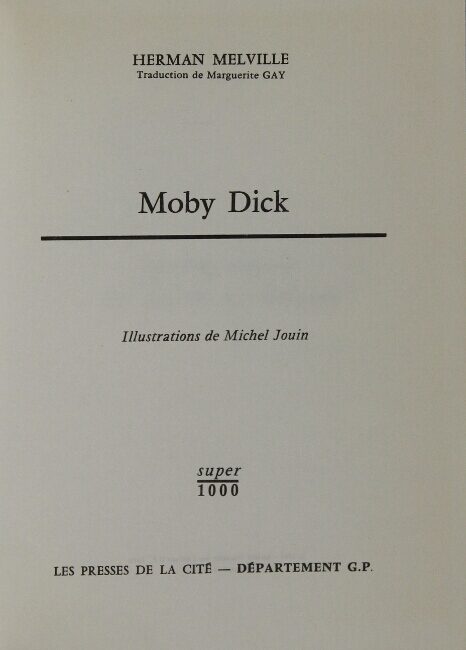 HERMAN MELVILLE
Traduction de Marguerite GAY
Moby Dick
Illustrations de Michel Jouin
super
1000
LES PRESSES DE LA CITÉ — DÉPARTEMENT G.P.